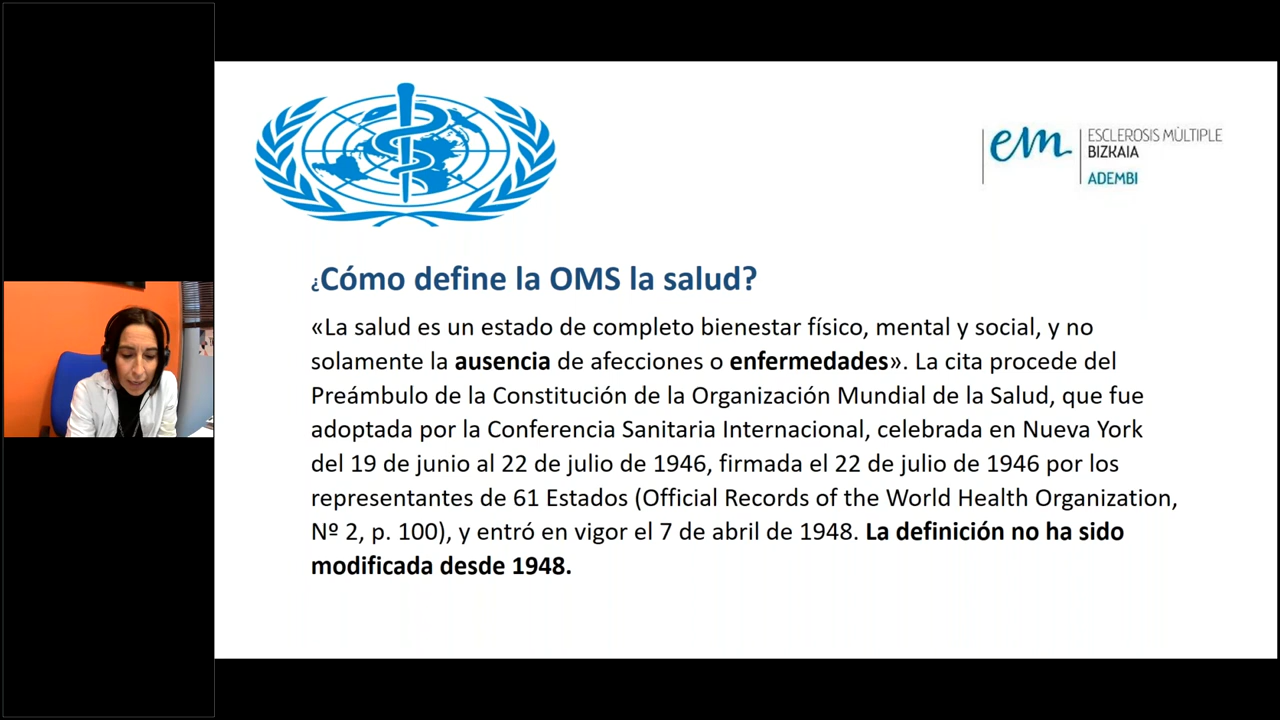 em
ESCLEROSIS MÚLTIPLE
BIZKAIA
ADEMBI
¿Cómo define la OMS la salud?
«La salud es un estado de completo bienestar físico, mental y social, y no
solamente la ausencia de afecciones o enfermedades». La cita procede del
Preámbulo de la Constitución de la Organización Mundial de la Salud, que fue
adoptada por la Conferencia Sanitaria Internacional, celebrada en Nueva York
del 19 de junio al 22 de julio de 1946, firmada el 22 de julio de 1946 por los
representantes de 61 Estados (Official Records of the World Health Organization,
Nº 2, p. 100), y entró en vigor el 7 de abril de 1948. La definición no ha sido
modificada desde 1948.